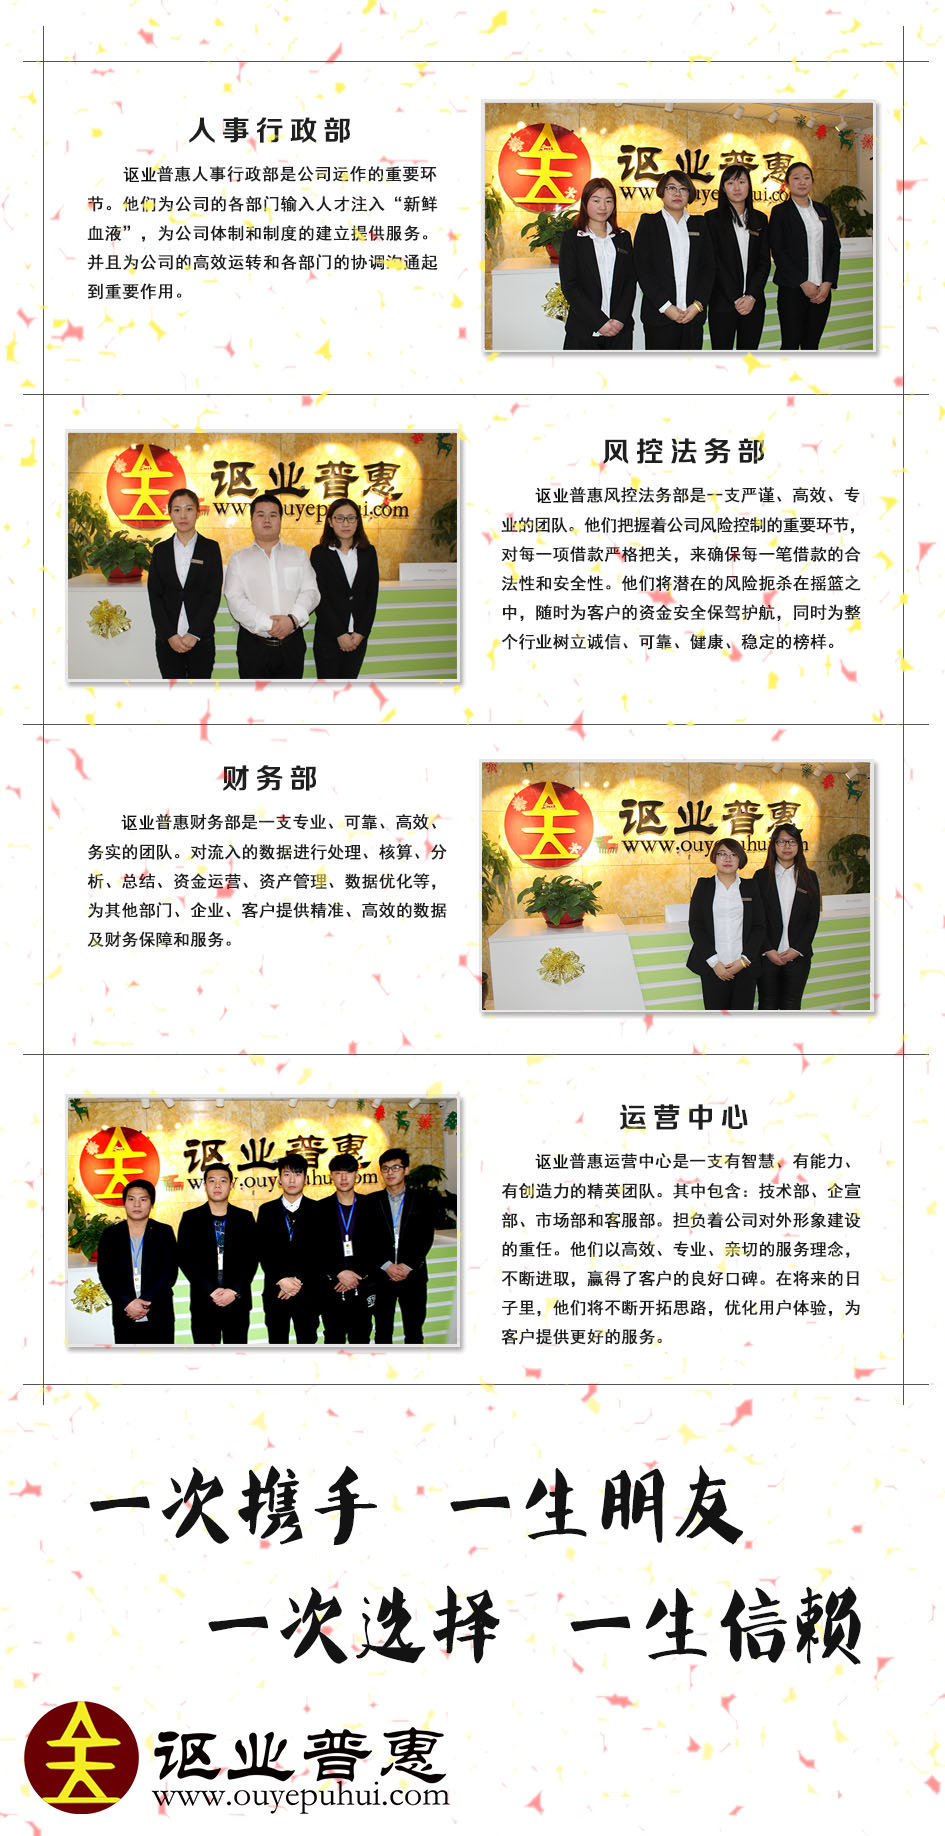 人事行政部
讴业普惠人事行政部是公司运作的重要环
节。他们为公司的各部门输入人才注入“新鲜
血液”，为公司体制和制度的建立提供服务。
并且为公司的高效运转和各部门的协调沟通起
到重要作用。
讴业普惠
www.ouyepuhui.co
讴业普惠
www.ouyepuhui.com
风控法务部
讴业普惠风控法务部是一支严谨、高效、专
业的团队。他们把握着公司风险控制的重要环节，
对每一项借款严格把关，来确保每一笔借款的合
法性和安全性。他们将潜在的风险扼杀在摇篮之
中，随时为客户的资金安全保驾护航，同时为整
个行业树立诚信、可靠、健康、稳定的榜样。
财务部
讴业普惠财务部是一支专业、可靠、高效、
务实的团队。对流入的数据进行处理、核算、分
析、总结、资金运营、资产管理、数据优化等，
为其他部门、企业、客户提供精准、高效的数据
及财务保障和服务。
讴业普惠
www.ouyepuhui
讴业普惠
www.ouyepuhui.com
运营中心
讴业普惠运营中心是一支有智慧、有能力、
有创造力的精英团队。其中包含：技术部、企宣
部、市场部和客服部。担负着公司对外形象建设
的重任。他们以高效、专业、亲切的服务理念，
不断进取，赢得了客户的良好口碑。在将来的日
子里，他们将不断开拓思路，优化用户体验，为
客户提供更好的服务。
一次携手 一生朋友
一次选择 一生信赖
讴业普惠
www.ouyepuhui.com